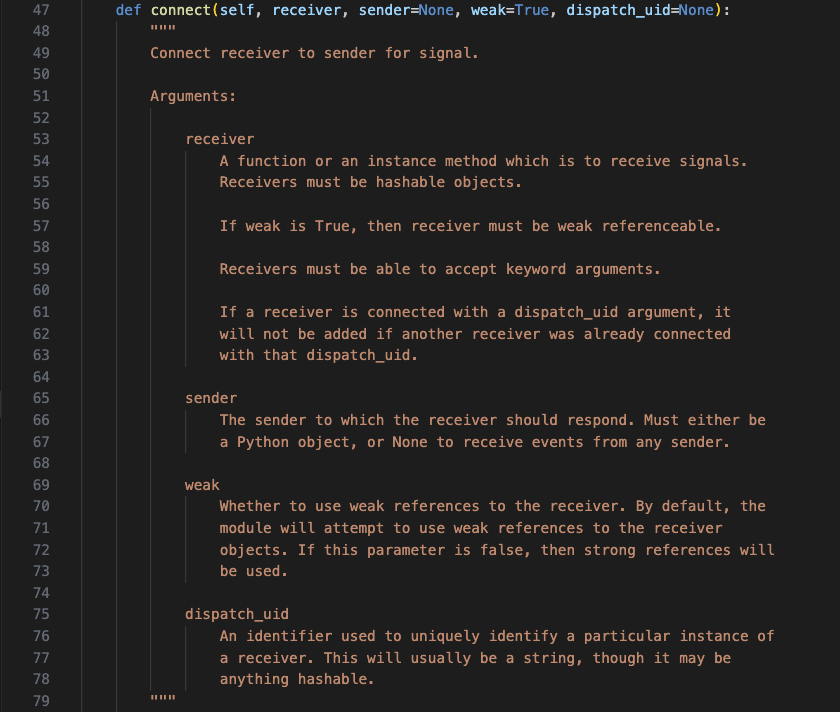 47 def connect(self, receiver, sender=None, weak=True, dispatch_uid=None):
48 """
49 Connect receiver to sender for signal.
50
51 Arguments:
52
53 receiver
54 A function or an instance method which is to receive signals.
55 Receivers must be hashable objects.
56
57 If weak is True, then receiver must be weak referenceable.
58
59 Receivers must be able to accept keyword arguments.
60
61 If a receiver is connected with a dispatch_uid argument, it
62 will not be added if another receiver was already connected
63 with that dispatch_uid.
64
65 sender
66 The sender to which the receiver should respond. Must either be
67 a Python object, or None to receive events from any sender.
68
69 weak
70 Whether to use weak references to the receiver. By default, the
71 module will attempt to use weak references to the receiver
72 objects. If this parameter is false, then strong references will
73 be used.
74
75 dispatch_uid
76 An identifier used to uniquely identify a particular instance of
77 a receiver. This will usually be a string, though it may be
78 anything hashable.
79 """